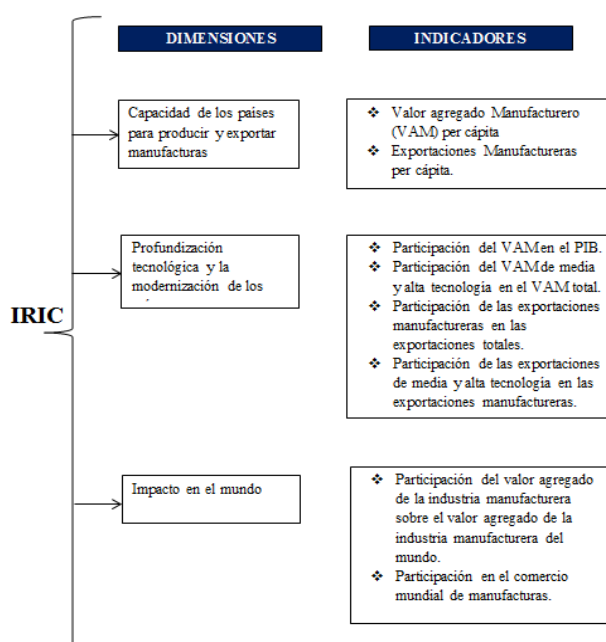 DIMENSIONES
INDICADORES
Capacidad de los paises
para producir y exportar
manufacturas
❖ Valor agregado Manufacturero
(VAM) per cápita
❖ Exportaciones Manufactureras
per cápita.
Profundización
tecnológica y la
modernización de los
❖ Participación del VAM en el PIB.
❖ Participación del VAM de media
y alta tecnología en el VAM total.
❖ Participación de las exportaciones
manufactureras en las
exportaciones totales.
❖ Participación de las exportaciones
de media y alta tecnología en las
exportaciones manufactureras.
IRIC
Impacto en el mundo
❖ Participación del valor agregado
de la industria manufacturera
sobre el valor agregado de la
industria manufacturera del
mundo.
❖ Participación en el comercio
mundial de manufacturas.